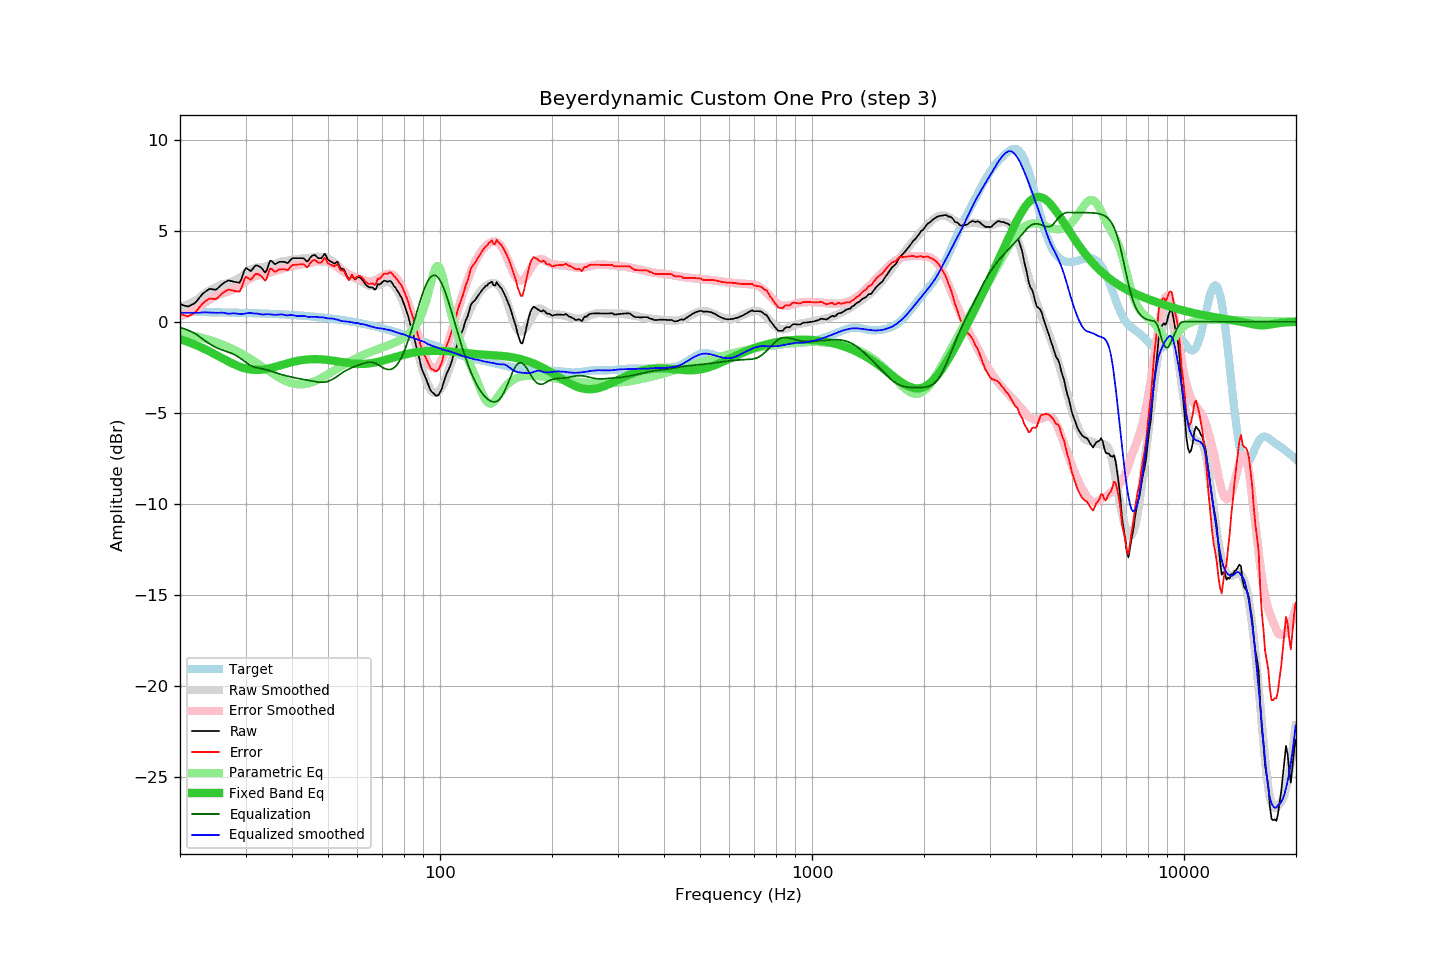 Beyerdynamic Custom One Pro (step 3)
10
5
0
−5
−10
−15
−20
−25
Amplitude (dBr)
Target
Raw Smoothed
Error Smoothed
Raw
Error
Parametric Eq
Fixed Band Eq
Equalization
Equalized smoothed
100
1000
10000
Frequency (Hz)